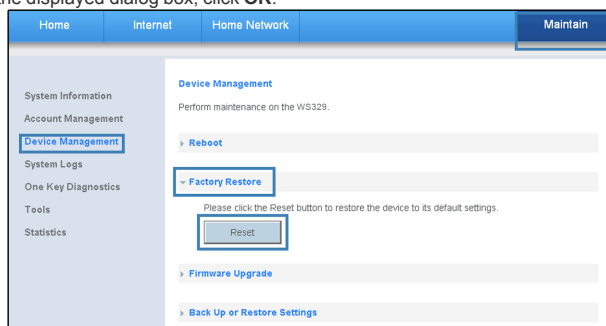 the displayed dialog box, click OK.
Home Internet Home Network Maintain
System Information
Account Management
Device Management
System Logs
One Key Diagnostics
Tools
Statistics
Device Management
Perform maintenance on the WS329.
Reboot
Factory Restore
Please click the Reset button to restore the device to its default settings.
Reset
Firmware Upgrade
Back Up or Restore Settings